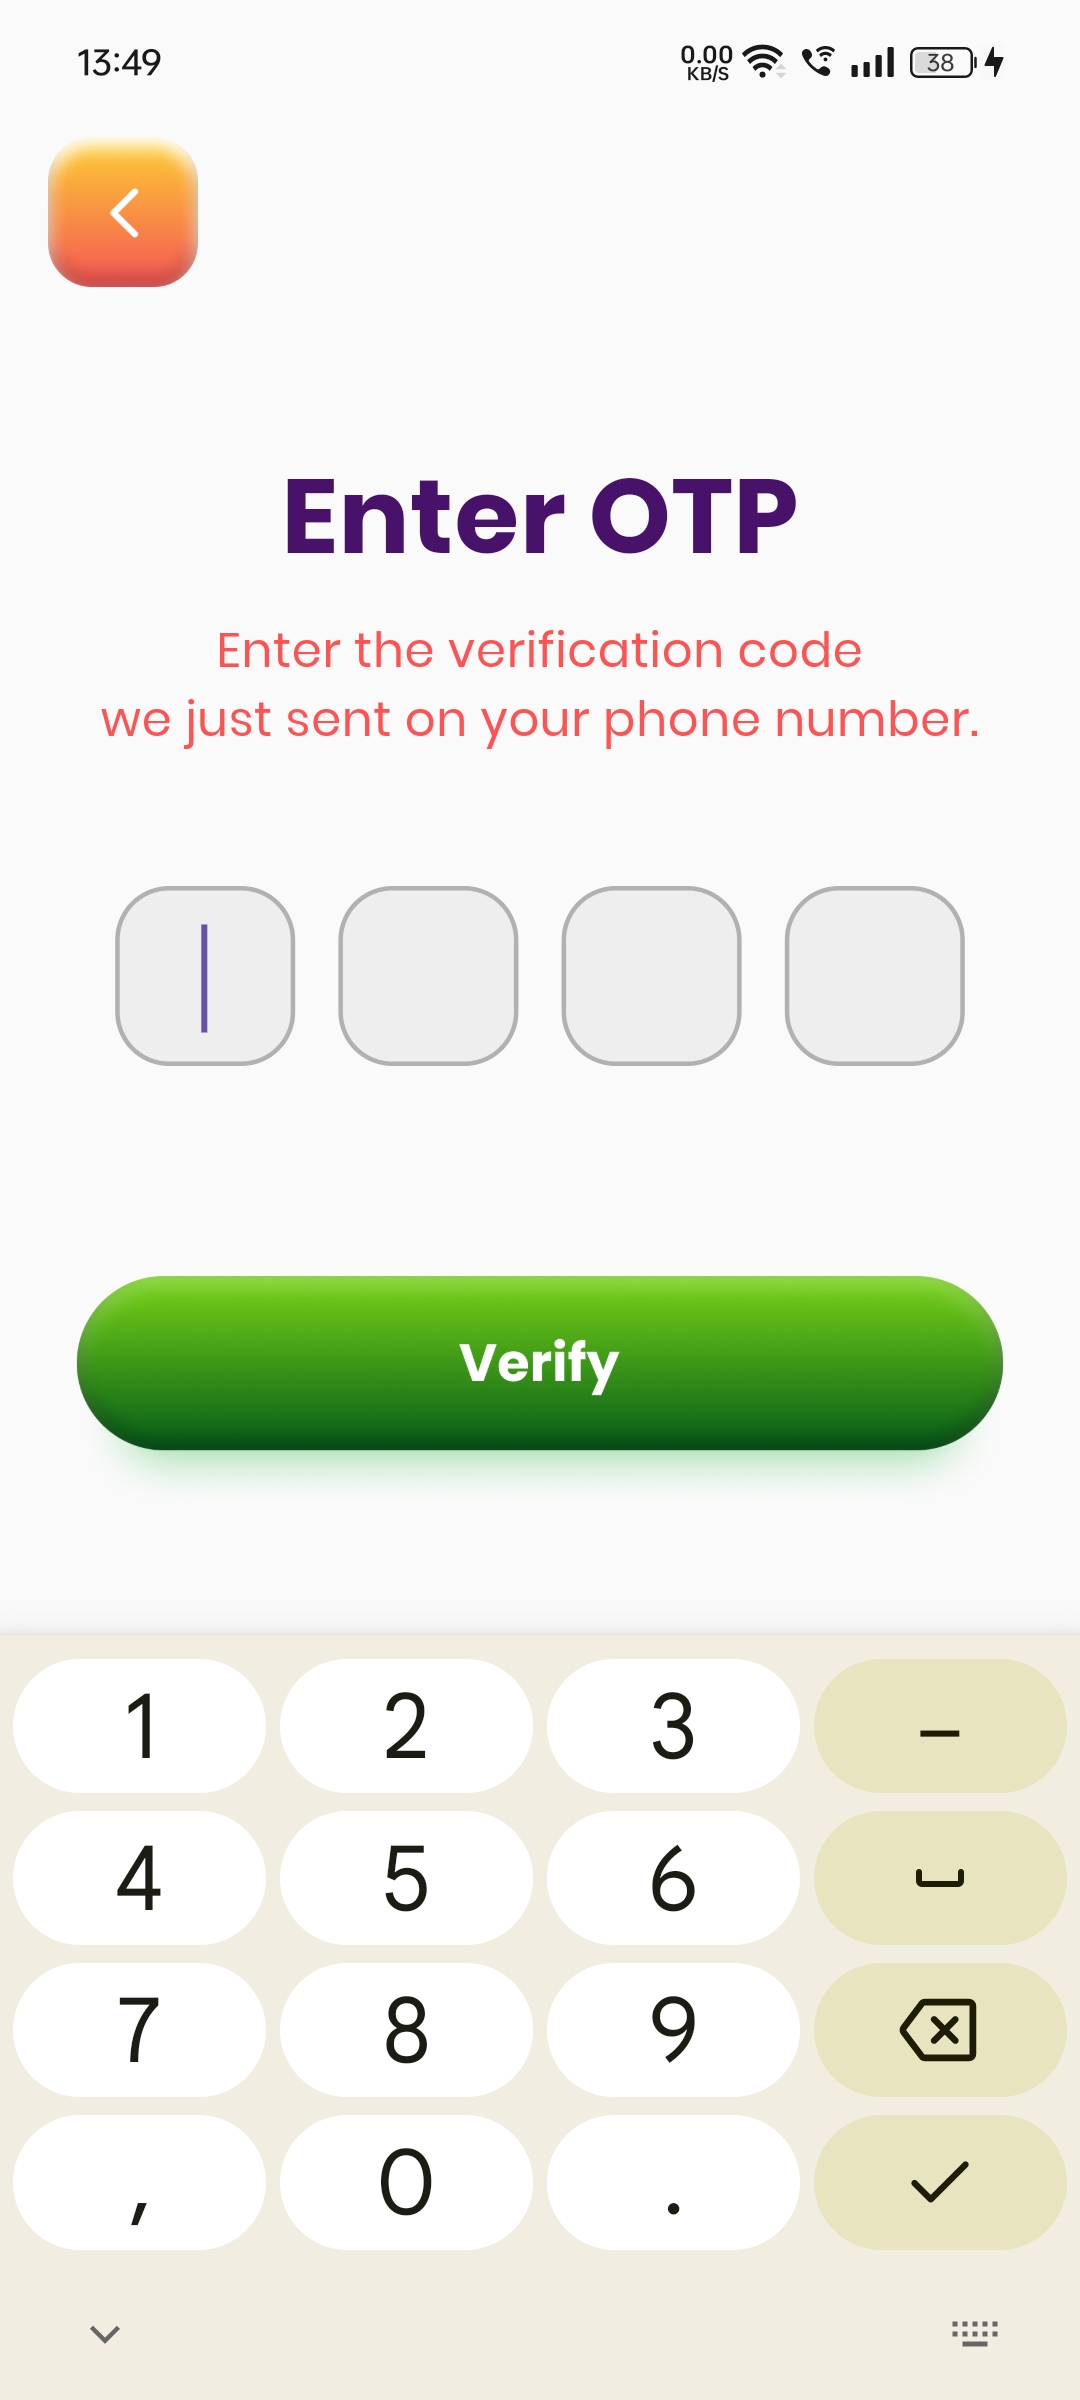 13:49
0.00
KB/S
38
Enter OTP
Enter the verification code
we just sent on your phone number.
Verify
1 2 3 –
4 5 6
7 8 9
, 0 .